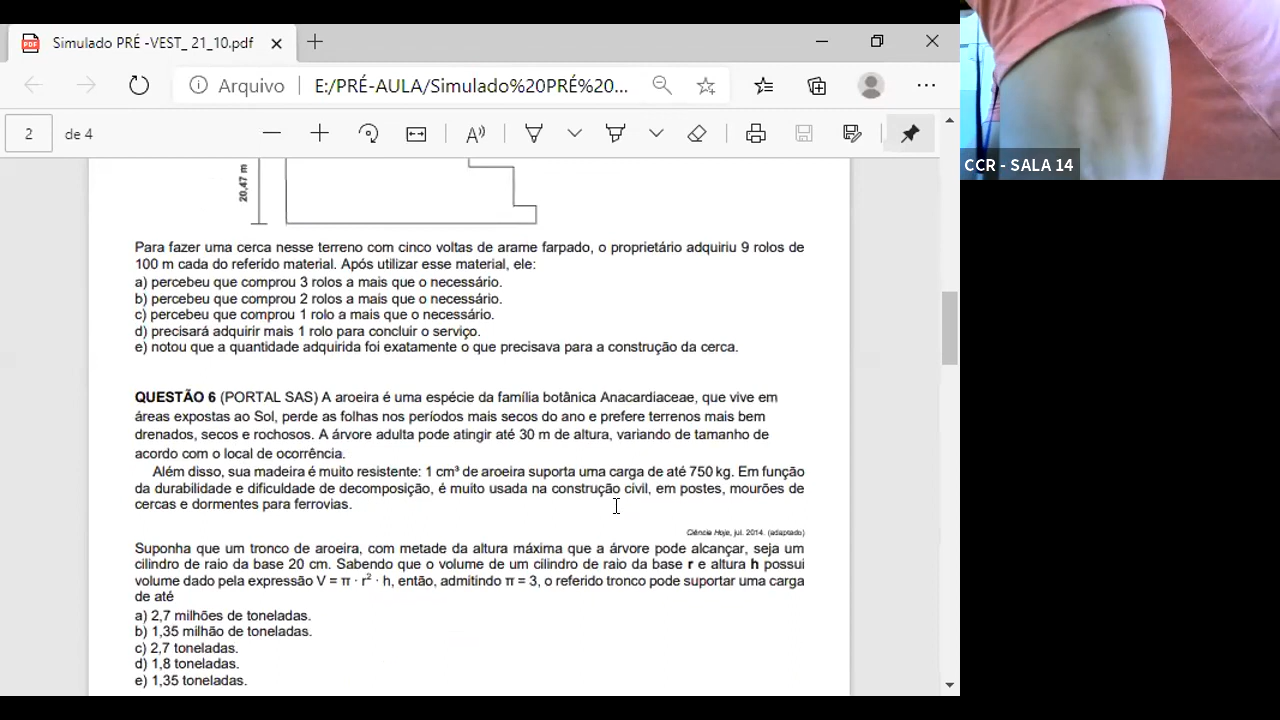 Simulado PRÉ -VEST_ 21_10.pdf
Arquivo
E:/PRÉ-AULA/Simulado%20PRÉ%20...
CCR - SALA 14
2 de 4
20,47 m
Para fazer uma cerca nesse terreno com cinco voltas de arame farpado, o proprietário adquiriu 9 rolos de
100 m cada do referido material. Após utilizar esse material, ele:
a) percebeu que comprou 3 rolos a mais que o necessário.
b) percebeu que comprou 2 rolos a mais que o necessário.
c) percebeu que comprou 1 rolo a mais que o necessário.
d) precisará adquirir mais 1 rolo para concluir o serviço.
e) notou que a quantidade adquirida foi exatamente o que precisava para a construção da cerca.
QUESTÃO 6 (PORTAL SAS) A aroeira é uma espécie da família botânica Anacardiaceae, que vive em
áreas expostas ao Sol, perde as folhas nos períodos mais secos do ano e prefere terrenos mais bem
drenados, secos e rochosos. A árvore adulta pode atingir até 30 m de altura, variando de tamanho de
acordo com o local de ocorrência.
Além disso, sua madeira é muito resistente: 1 cm³ de aroeira suporta uma carga de até 750 kg. Em função
da durabilidade e dificuldade de decomposição, é muito usada na construção civil, em postes, mourões de
cercas e dormentes para ferrovias.
Ciência Hoje, jul. 2014. (adaptado)
Suponha que um tronco de aroeira, com metade da altura máxima que a árvore pode alcançar, seja um
cilindro de raio da base 20 cm. Sabendo que o volume de um cilindro de raio da base r e altura h possui
volume dado pela expressão V = π · r² · h, então, admitindo π = 3, o referido tronco pode suportar uma carga
de até
a) 2,7 milhões de toneladas.
b) 1,35 milhão de toneladas.
c) 2,7 toneladas.
d) 1,8 toneladas.
e) 1,35 toneladas.